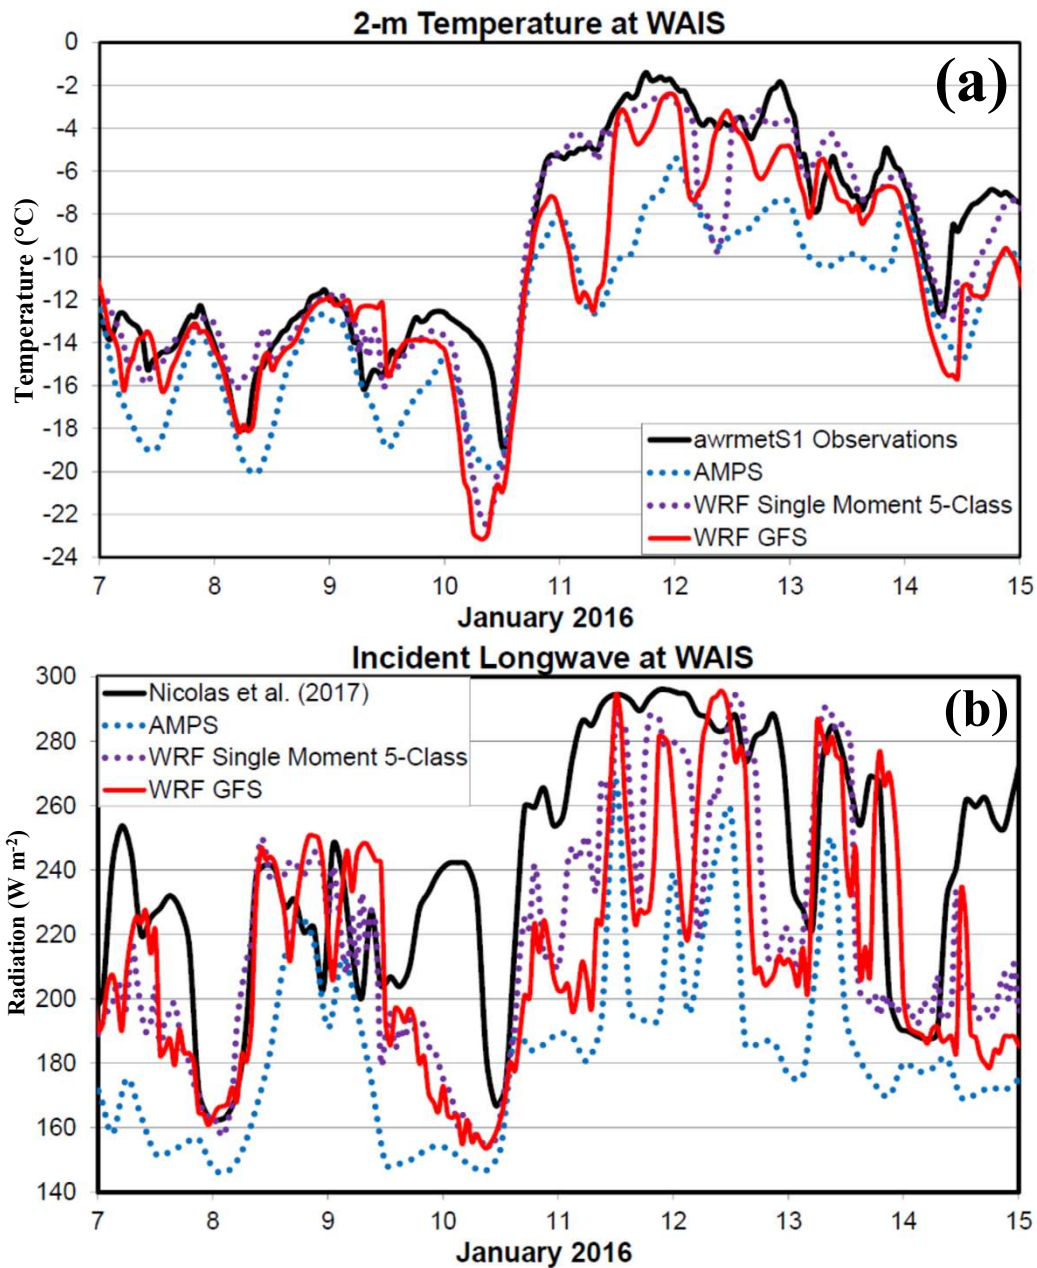 2-m Temperature at WAIS
(a)
Temperature (°C)
0
-2
-4
-6
-8
-10
-12
-14
-16
-18
-20
-22
-24
awrmetS1 Observations
AMPS
WRF Single Moment 5-Class
WRF GFS
7 8 9 10 11 12 13 14 15
January 2016
Incident Longwave at WAIS
(b)
Radiation (W m-2)
300
280
260
240
220
200
180
160
140
Nicolas et al. (2017)
AMPS
WRF Single Moment 5-Class
WRF GFS
7 8 9 10 11 12 13 14 15
January 2016